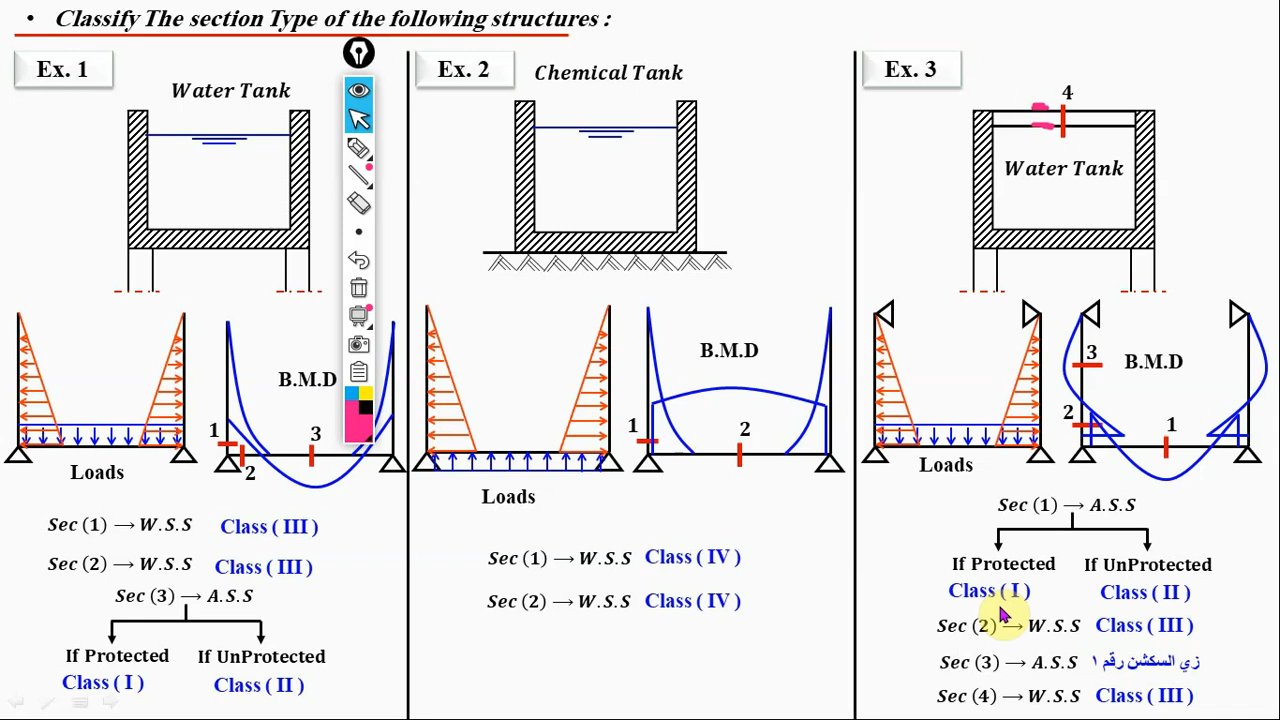 • Classify The section Type of the following structures :
Ex. 1
Water Tank
B.M.D
1
2
3
Loads
Sec (1) → W.S.S Class ( III )
Sec (2) → W.S.S Class ( III )
Sec (3) → A.S.S
If Protected If UnProtected
Class ( I ) Class ( II )
Ex. 2
Chemical Tank
B.M.D
1
2
Loads
Sec (1) → W.S.S Class ( IV )
Sec (2) → W.S.S Class ( IV )
Ex. 3
4
Water Tank
B.M.D
3
2
1
Loads
Sec (1) → A.S.S
If Protected If UnProtected
Class ( I ) Class ( II )
Sec (2) → W.S.S Class ( III )
Sec (3) → A.S.S زي السكشن رقم ١
Sec (4) → W.S.S Class ( III )